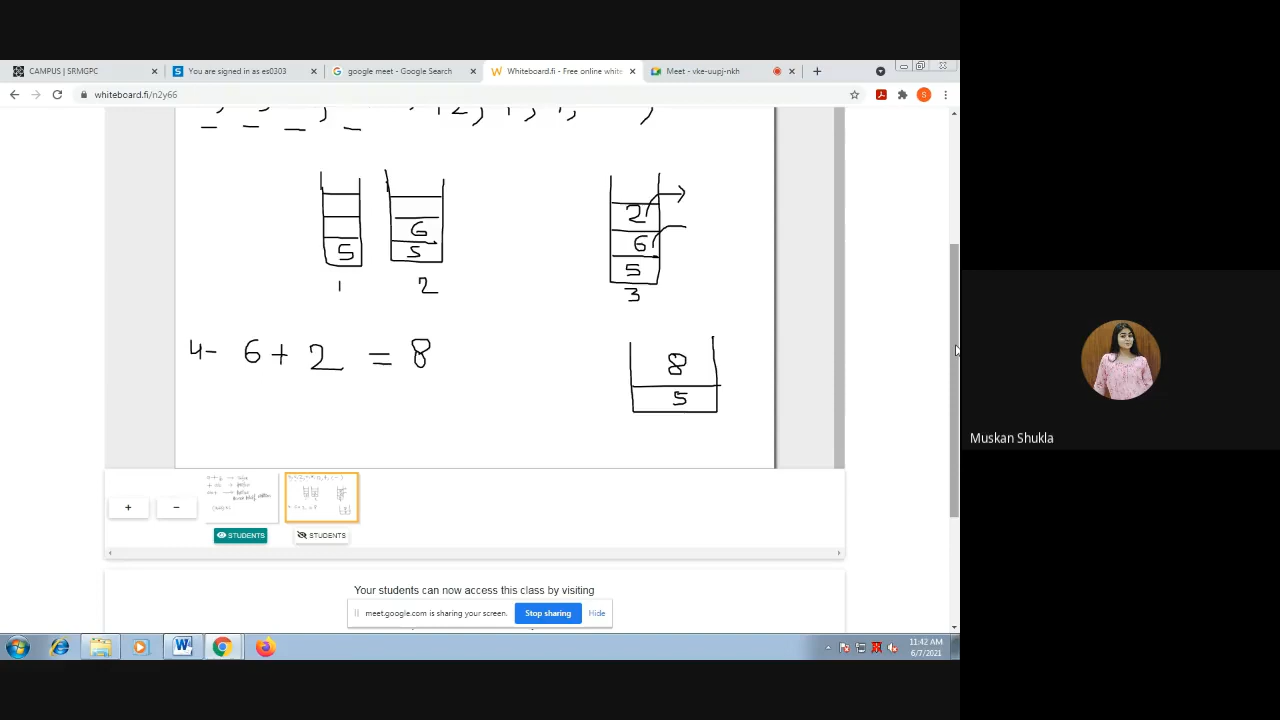 CAMPUS | SRMGPC
You are signed in as es0303
google meet - Google Search
Whiteboard.fi - Free online white
Meet - vke-uupj-nkh
whiteboard.fi/n2y66
S
5
6
5
2
6
5
1
2
3
4- 6 + 2 = 8
8
5
Muskan Shukla
+
-
STUDENTS
STUDENTS
Your students can now access this class by visiting
meet.google.com is sharing your screen.
Stop sharing
Hide
11:42 AM
6/7/2021